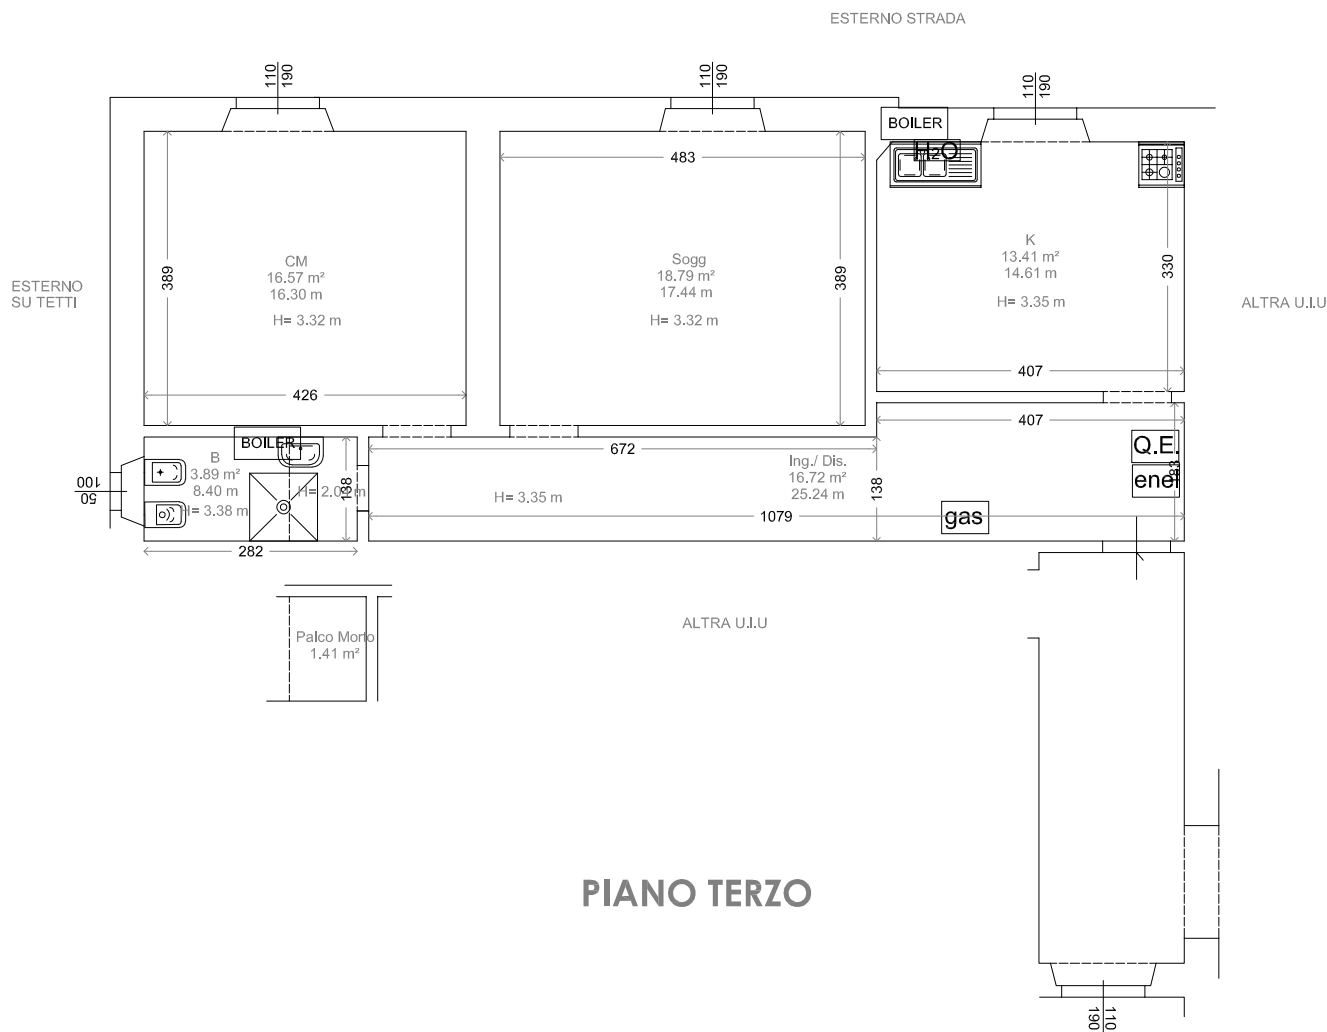 ESTERNO STRADA
110
190
110
190
110
190
BOILER
H2O
483
CM
16.57 m²
16.30 m
H= 3.32 m
389
426
Sogg
18.79 m²
17.44 m
H= 3.32 m
389
K
13.41 m²
14.61 m
H= 3.35 m
330
407
ESTERNO
SU TETTI
ALTRA U.I.U
BOILER
B
3.89 m²
8.40 m
H= 3.38 m
138
282
100
50
672
Ing./ Dis.
16.72 m²
25.24 m
H= 3.35 m
138
1079
407
Q.E.
enel
gas
Palco Morto
1.41 m²
ALTRA U.I.U
PIANO TERZO
110
190